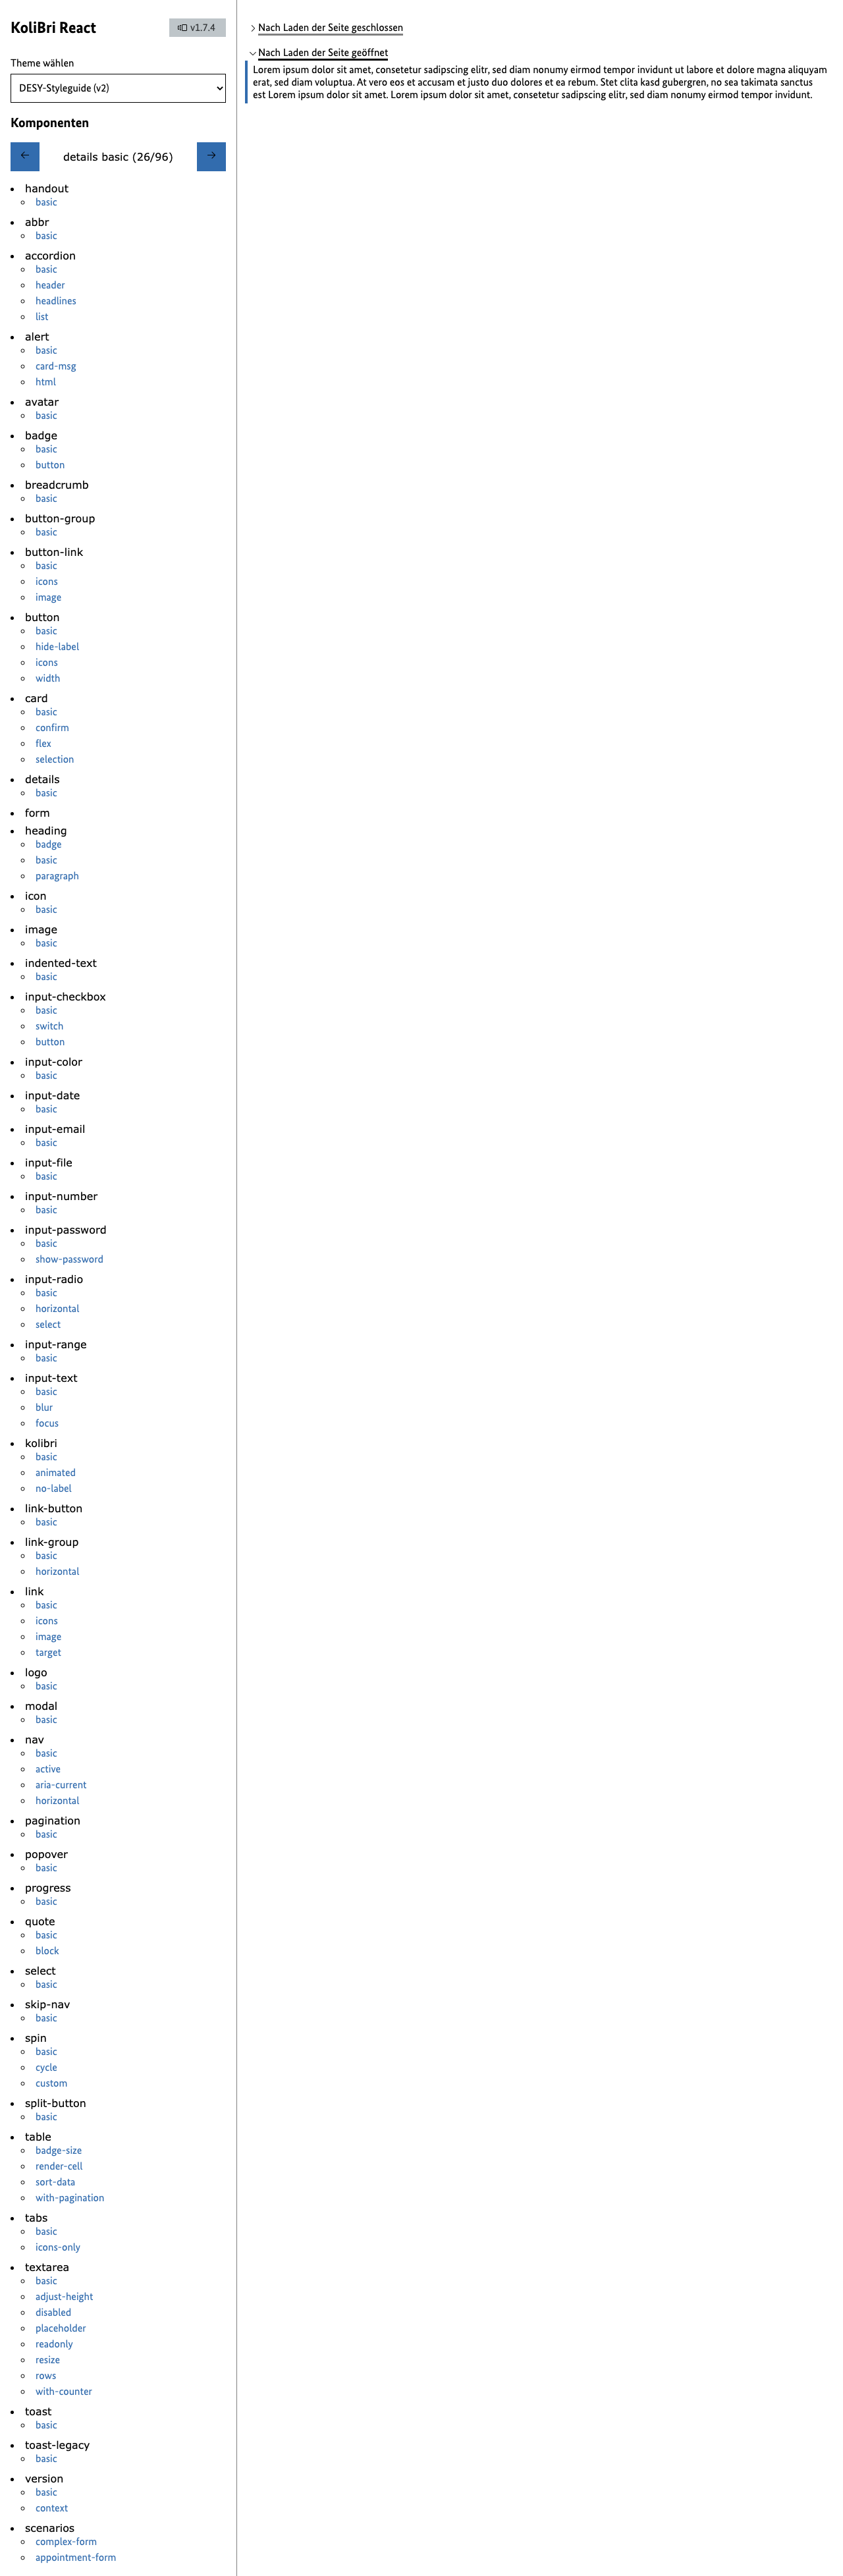 KoliBri React
v1.7.4
Theme wählen
DESY-Styleguide (v2)
Komponenten
← details basic (26/96) →
handout
basic
abbr
basic
accordion
basic
header
headlines
list
alert
basic
card-msg
html
avatar
basic
badge
basic
button
breadcrumb
basic
button-group
basic
button-link
basic
icons
image
button
basic
hide-label
icons
width
card
basic
confirm
flex
selection
details
basic
form
heading
badge
basic
paragraph
icon
basic
image
basic
indented-text
basic
input-checkbox
basic
switch
button
input-color
basic
input-date
basic
input-email
basic
input-file
basic
input-number
basic
input-password
basic
show-password
input-radio
basic
horizontal
select
input-range
basic
input-text
basic
blur
focus
kolibri
basic
animated
no-label
link-button
basic
link-group
basic
horizontal
link
basic
icons
image
target
logo
basic
modal
basic
nav
basic
active
aria-current
horizontal
pagination
basic
popover
basic
progress
basic
quote
basic
block
select
basic
skip-nav
basic
spin
basic
cycle
custom
split-button
basic
table
badge-size
render-cell
sort-data
with-pagination
tabs
basic
icons-only
textarea
basic
adjust-height
disabled
placeholder
readonly
resize
rows
with-counter
toast
basic
toast-legacy
basic
version
basic
context
scenarios
complex-form
appointment-form
Nach Laden der Seite geschlossen
Nach Laden der Seite geöffnet
Lorem ipsum dolor sit amet, consetetur sadipscing elitr, sed diam nonumy eirmod tempor invidunt ut labore et dolore magna aliquyam
erat, sed diam voluptua. At vero eos et accusam et justo duo dolores et ea rebum. Stet clita kasd gubergren, no sea takimata sanctus
est Lorem ipsum dolor sit amet. Lorem ipsum dolor sit amet, consetetur sadipscing elitr, sed diam nonumy eirmod tempor invidunt.